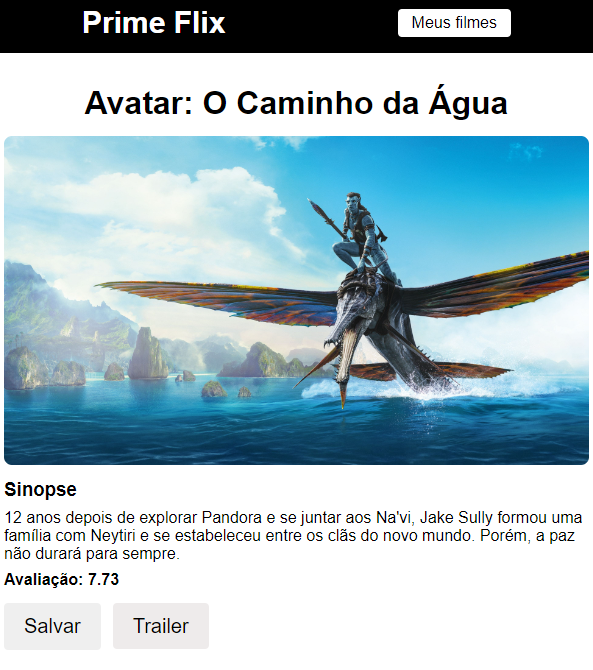 Prime Flix
Meus filmes
Avatar: O Caminho da Água
Sinopse
12 anos depois de explorar Pandora e se juntar aos Na'vi, Jake Sully formou uma
família com Neytiri e se estabeleceu entre os clãs do novo mundo. Porém, a paz
não durará para sempre.
Avaliação: 7.73
Salvar
Trailer